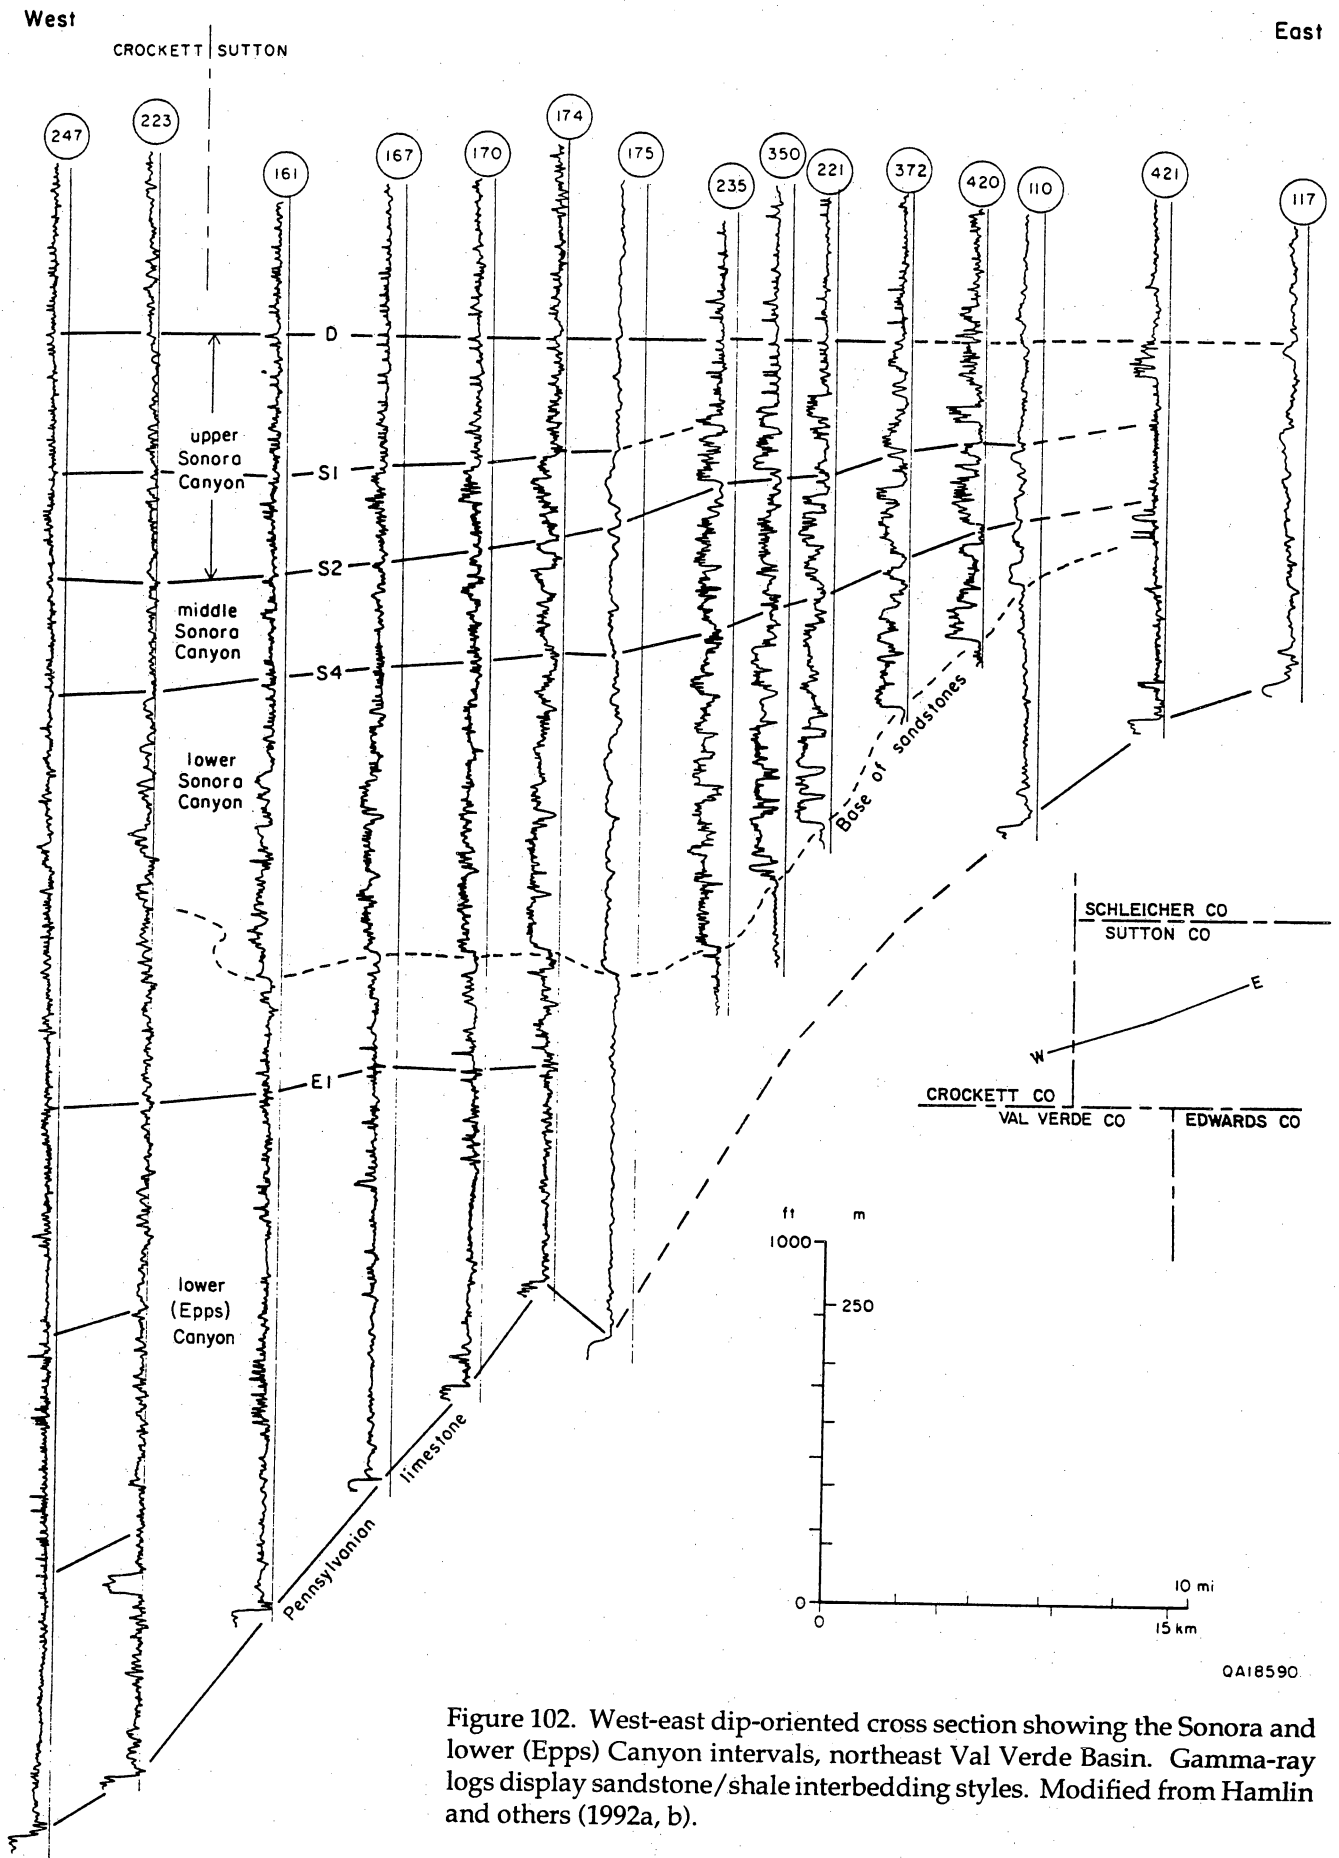 West
East
CROCKETT SUTTON
247
223
161
167
170
174
175
235
350
221
372
420
110
421
117
D
upper
Sonora
Canyon
S1
S2
middle
Sonora
Canyon
S4
lower
Sonora
Canyon
Base of sandstones
E1
lower
(Epps)
Canyon
Pennsylvanian limestone
SCHLEICHER CO
SUTTON CO
E
W
CROCKETT CO
VAL VERDE CO
EDWARDS CO
ft m
1000
250
0
0
10 mi
15 km
QA18590
Figure 102. West-east dip-oriented cross section showing the Sonora and
lower (Epps) Canyon intervals, northeast Val Verde Basin. Gamma-ray
logs display sandstone/shale interbedding styles. Modified from Hamlin
and others (1992a, b).